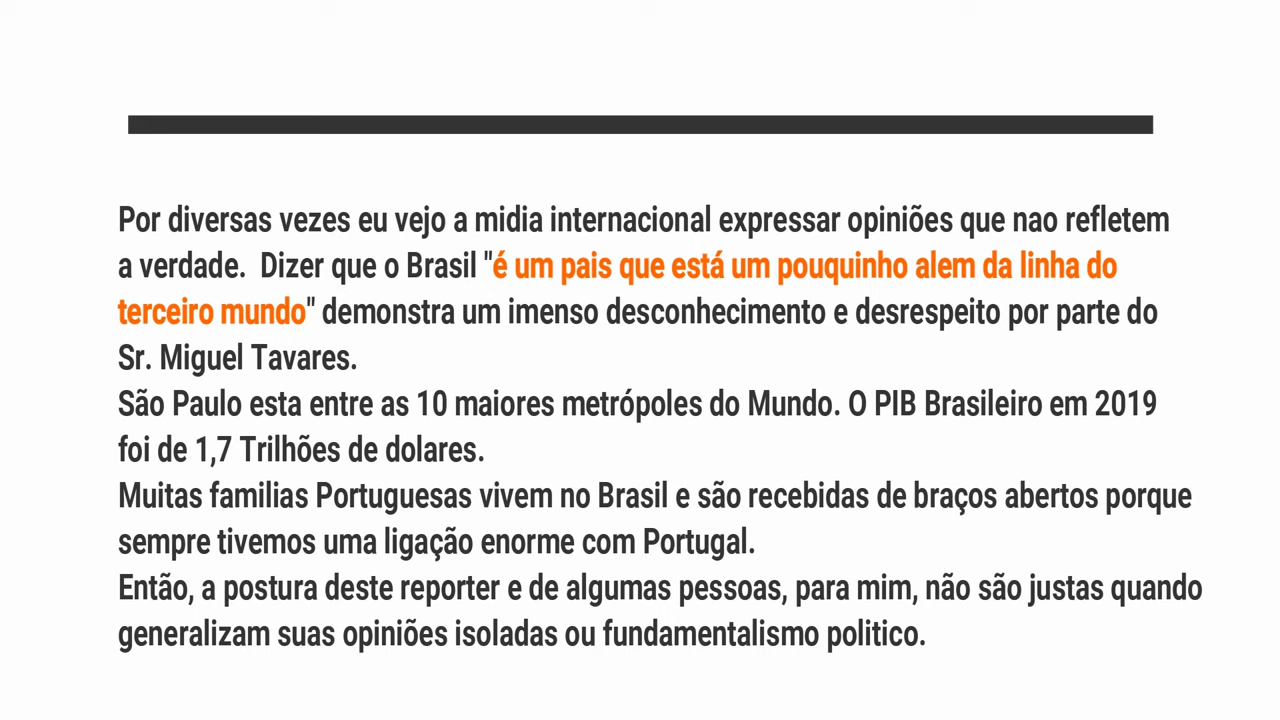 Por diversas vezes eu vejo a midia internacional expressar opiniões que nao refletem
a verdade.  Dizer que o Brasil "é um pais que está um pouquinho alem da linha do
terceiro mundo" demonstra um imenso desconhecimento e desrespeito por parte do
Sr. Miguel Tavares.
São Paulo esta entre as 10 maiores metrópoles do Mundo. O PIB Brasileiro em 2019
foi de 1,7 Trilhões de dolares.
Muitas familias Portuguesas vivem no Brasil e são recebidas de braços abertos porque
sempre tivemos uma ligação enorme com Portugal.
Então, a postura deste reporter e de algumas pessoas, para mim, não são justas quando
generalizam suas opiniões isoladas ou fundamentalismo politico.